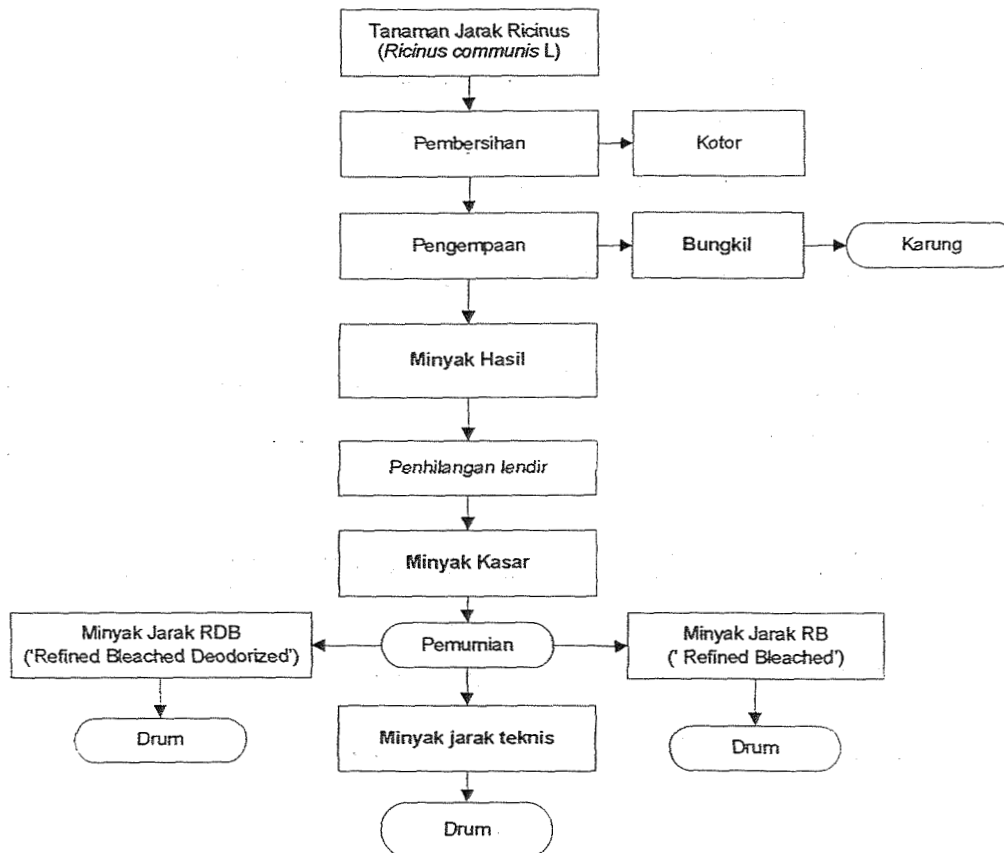 Tanaman Jarak Ricinus
(Ricinus communis L)
Pembersihan
Kotor
Pengempaan
Bungkil
Karung
Minyak Hasil
Penhilangan lendir
Minyak Kasar
Minyak Jarak RDB
('Refined Bleached Deodorized')
Pemurnian
Minyak Jarak RB
(' Refined Bleached')
Drum
Minyak jarak teknis
Drum
Drum